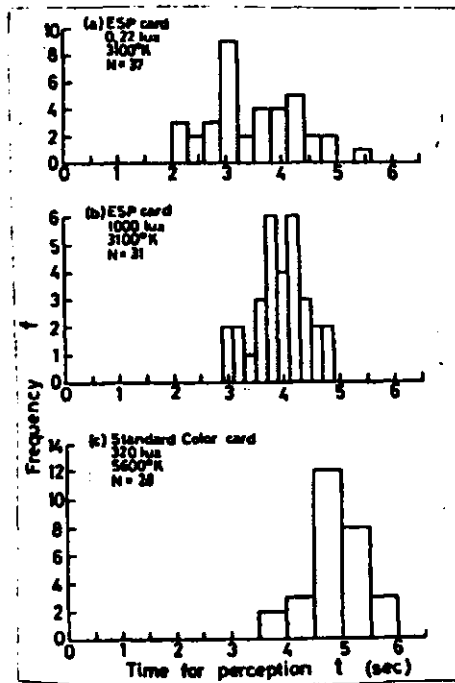 (a) ESP card
0,22 lux
3100°K
N = 37
10
8
6
4
2
0
0 1 2 3 4 5 6
(b) ESP card
1000 lux
3100°K
N = 31
6
5
4
3
2
1
0
0 1 2 3 4 5 6
Frequency f
(c) Standard Color card
320 lux
5600°K
N = 28
14
12
10
8
6
4
2
0
0 1 2 3 4 5 6
Time for perception t (sec)